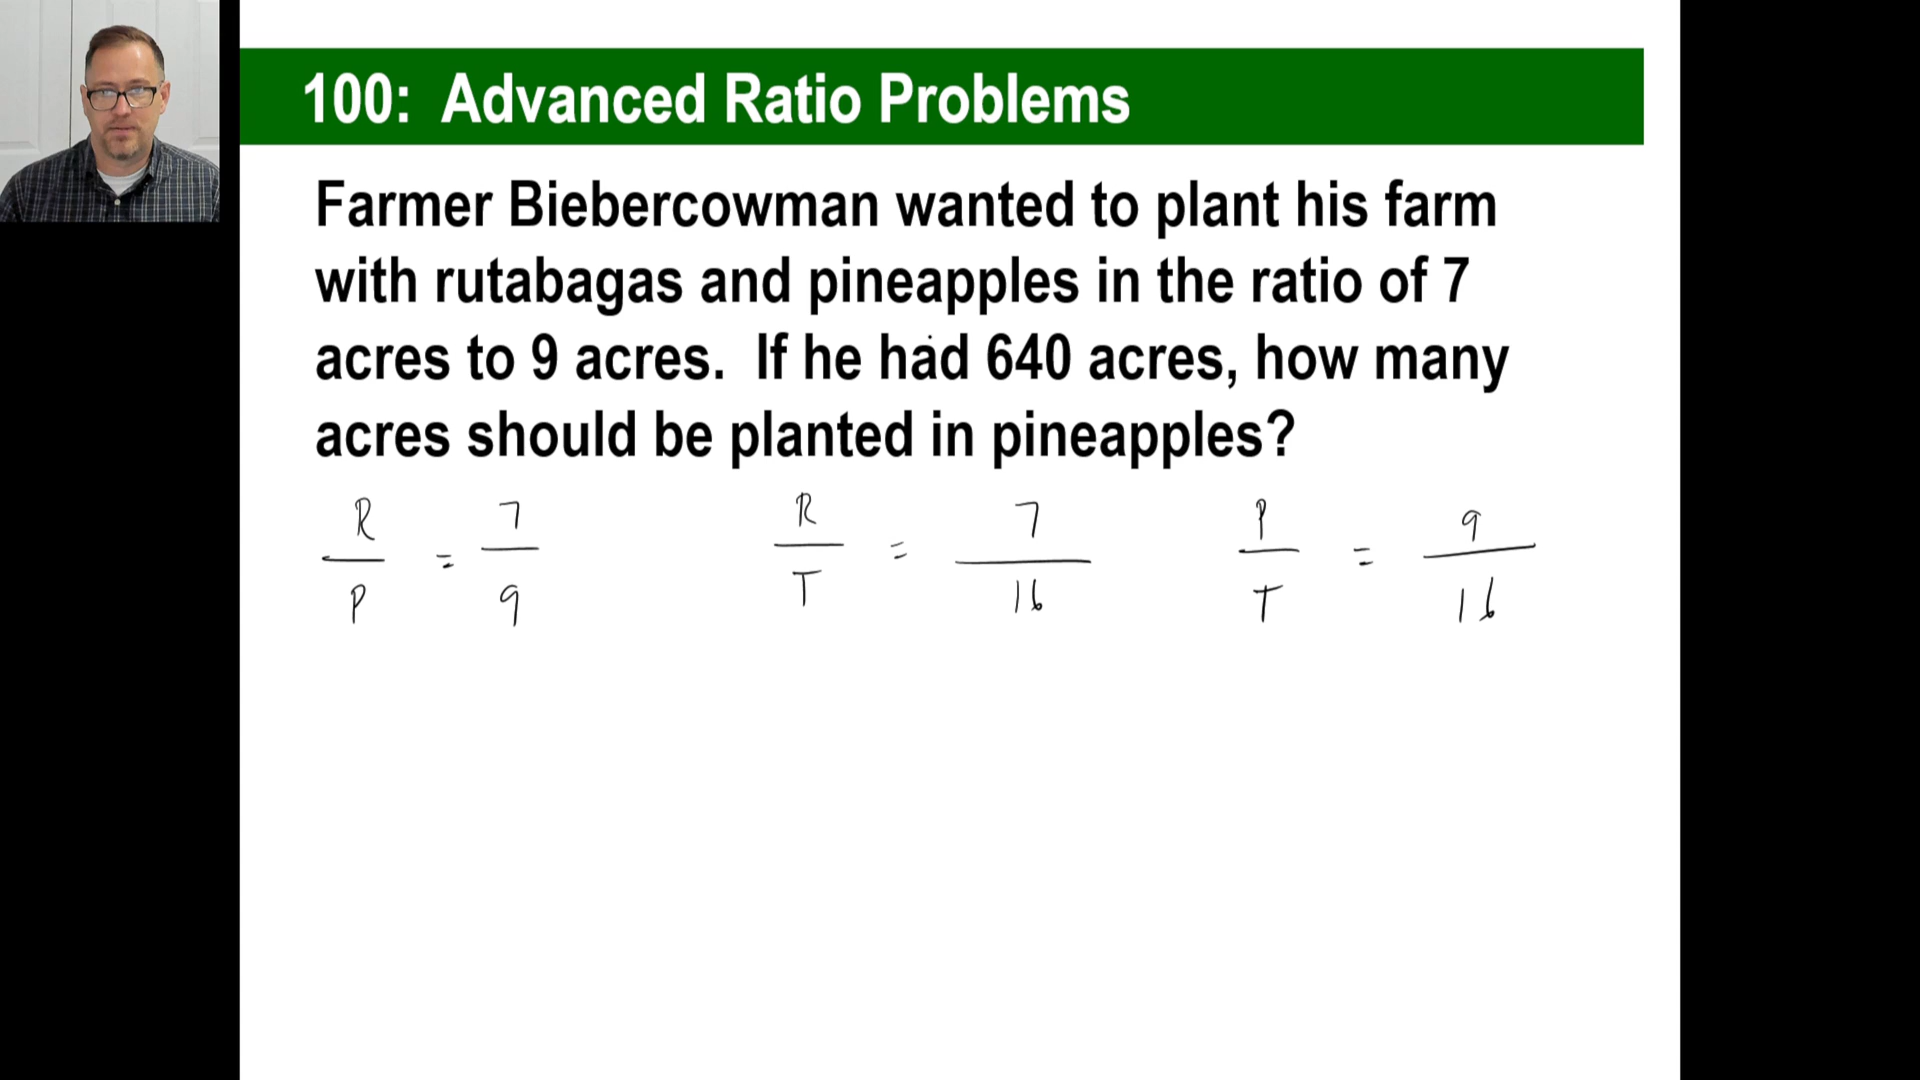 100: Advanced Ratio Problems
Farmer Biebercowman wanted to plant his farm
with rutabagas and pineapples in the ratio of 7
acres to 9 acres. If he had 640 acres, how many
acres should be planted in pineapples?
R/P = 7/9 R/T = 7/16 P/T = 9/16